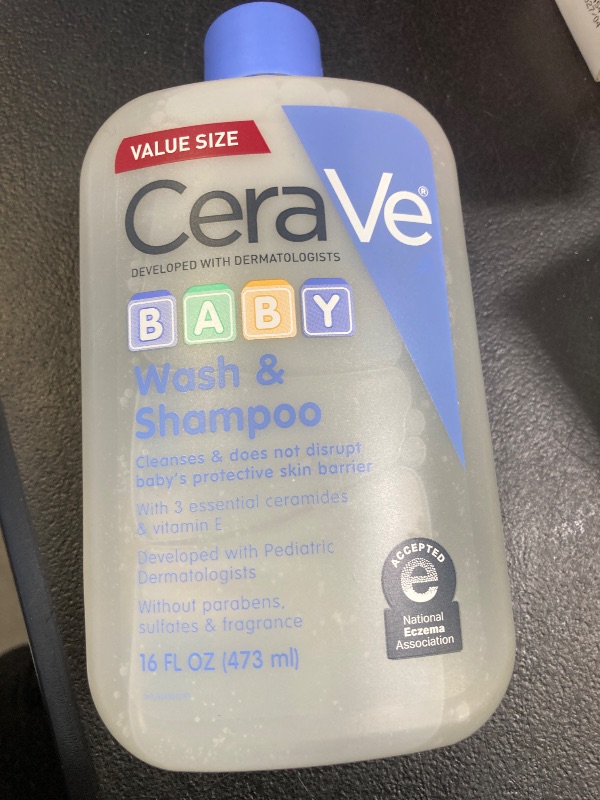 VALUE SIZE
CeraVe®
DEVELOPED WITH DERMATOLOGISTS
BABY
Wash &
Shampoo
Cleanses & does not disrupt
baby's protective skin barrier
With 3 essential ceramides
& vitamin E
Developed with Pediatric
Dermatologists
Without parabens,
sulfates & fragrance
16 FL OZ (473 ml)
ACCEPTED
e
National
Eczema
Association